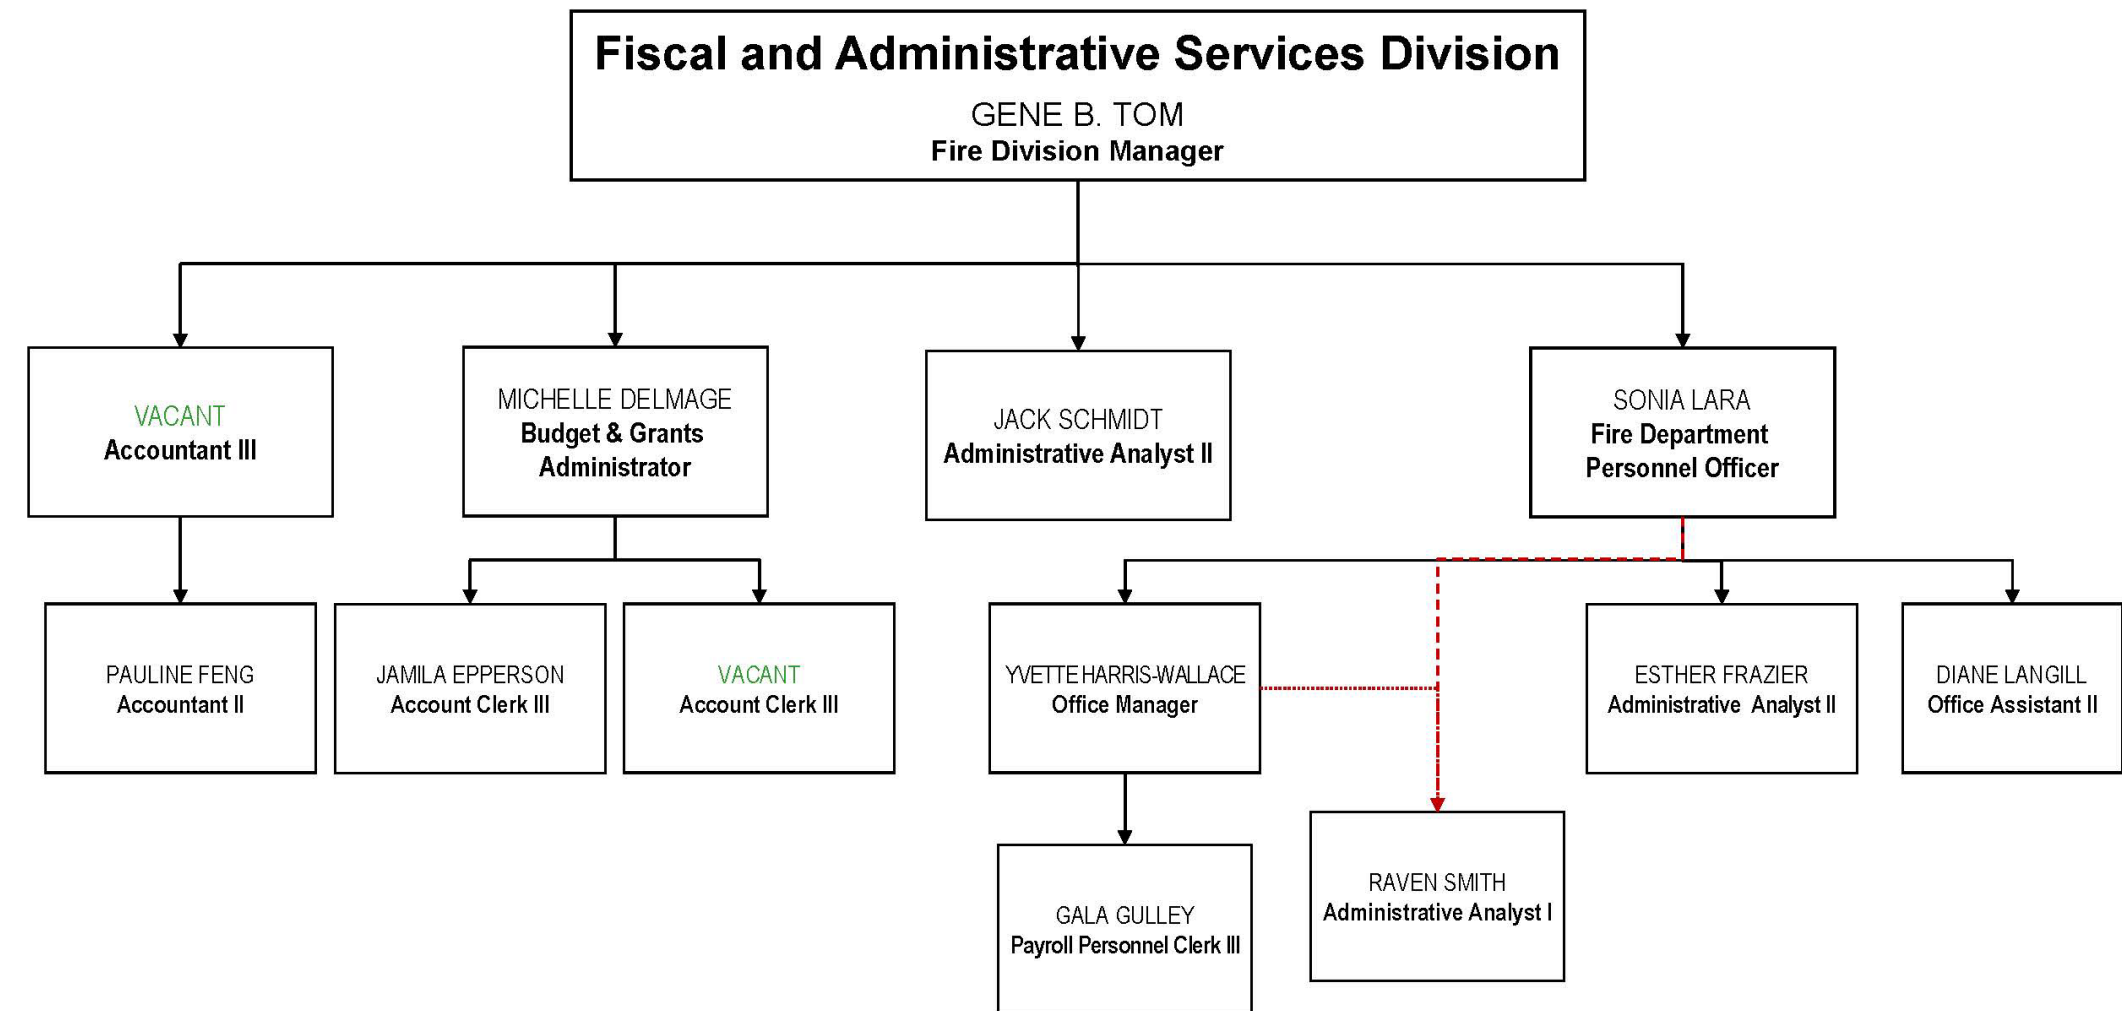 Fiscal and Administrative Services Division
GENE B. TOM
Fire Division Manager
VACANT
Accountant III
MICHELLE DELMAGE
Budget & Grants
Administrator
JACK SCHMIDT
Administrative Analyst II
SONIA LARA
Fire Department
Personnel Officer
PAULINE FENG
Accountant II
JAMILA EPPERSON
Account Clerk III
VACANT
Account Clerk III
YVETTE HARRIS-WALLACE
Office Manager
ESTHER FRAZIER
Administrative Analyst II
DIANE LANGILL
Office Assistant II
GALA GULLEY
Payroll Personnel Clerk III
RAVEN SMITH
Administrative Analyst I